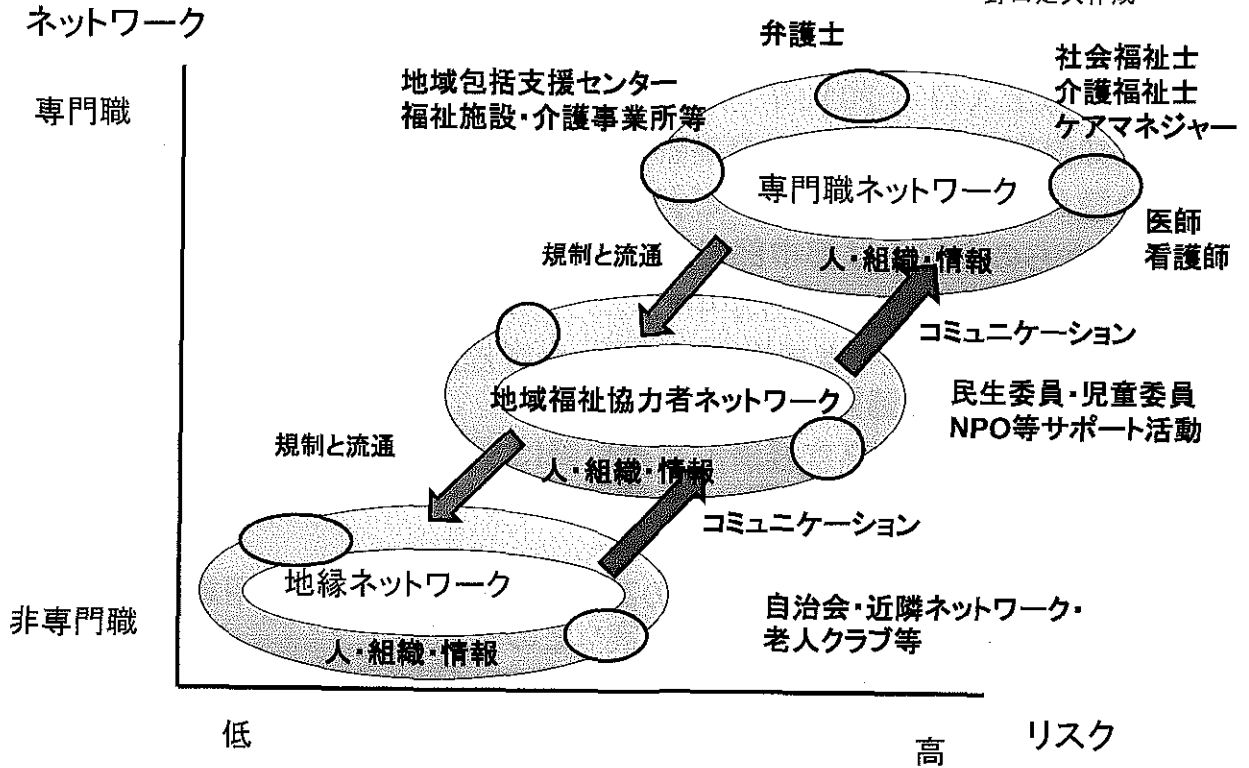 ネットワーク
弁護士
社会福祉士
介護福祉士
ケアマネジャー
地域包括支援センター
福祉施設・介護事業所等
専門職
専門職ネットワーク
医師
看護師
規制と流通
人・組織・情報
コミュニケーション
地域福祉協力者ネットワーク
民生委員・児童委員
NPO等サポート活動
規制と流通
人・組織・情報
コミュニケーション
地縁ネットワーク
非専門職
自治会・近隣ネットワーク・
老人クラブ等
人・組織・情報
低
高
リスク